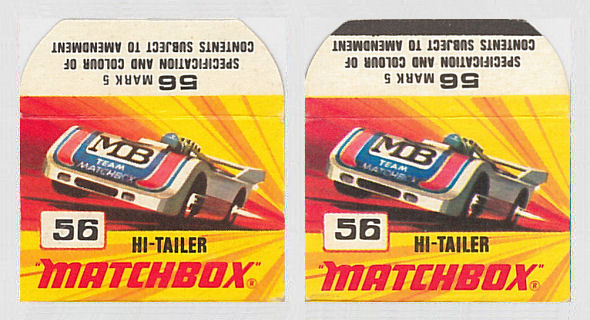 56 MARK 5
SPECIFICATION AND COLOUR OF
CONTENTS SUBJECT TO AMENDMENT
MB
TEAM
MATCHBOX
56
HI-TAILER
"MATCHBOX"®
56 MARK 5
SPECIFICATION AND COLOUR OF
CONTENTS SUBJECT TO AMENDMENT
MB
TEAM
MATCHBOX
56
HI-TAILER
"MATCHBOX"®